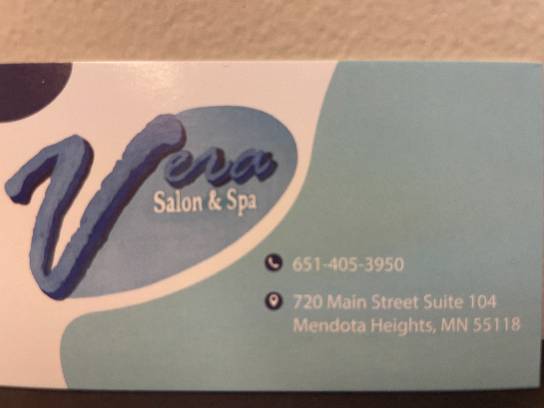 Vera
Salon & Spa
651-405-3950
720 Main Street Suite 104
Mendota Heights, MN 55118